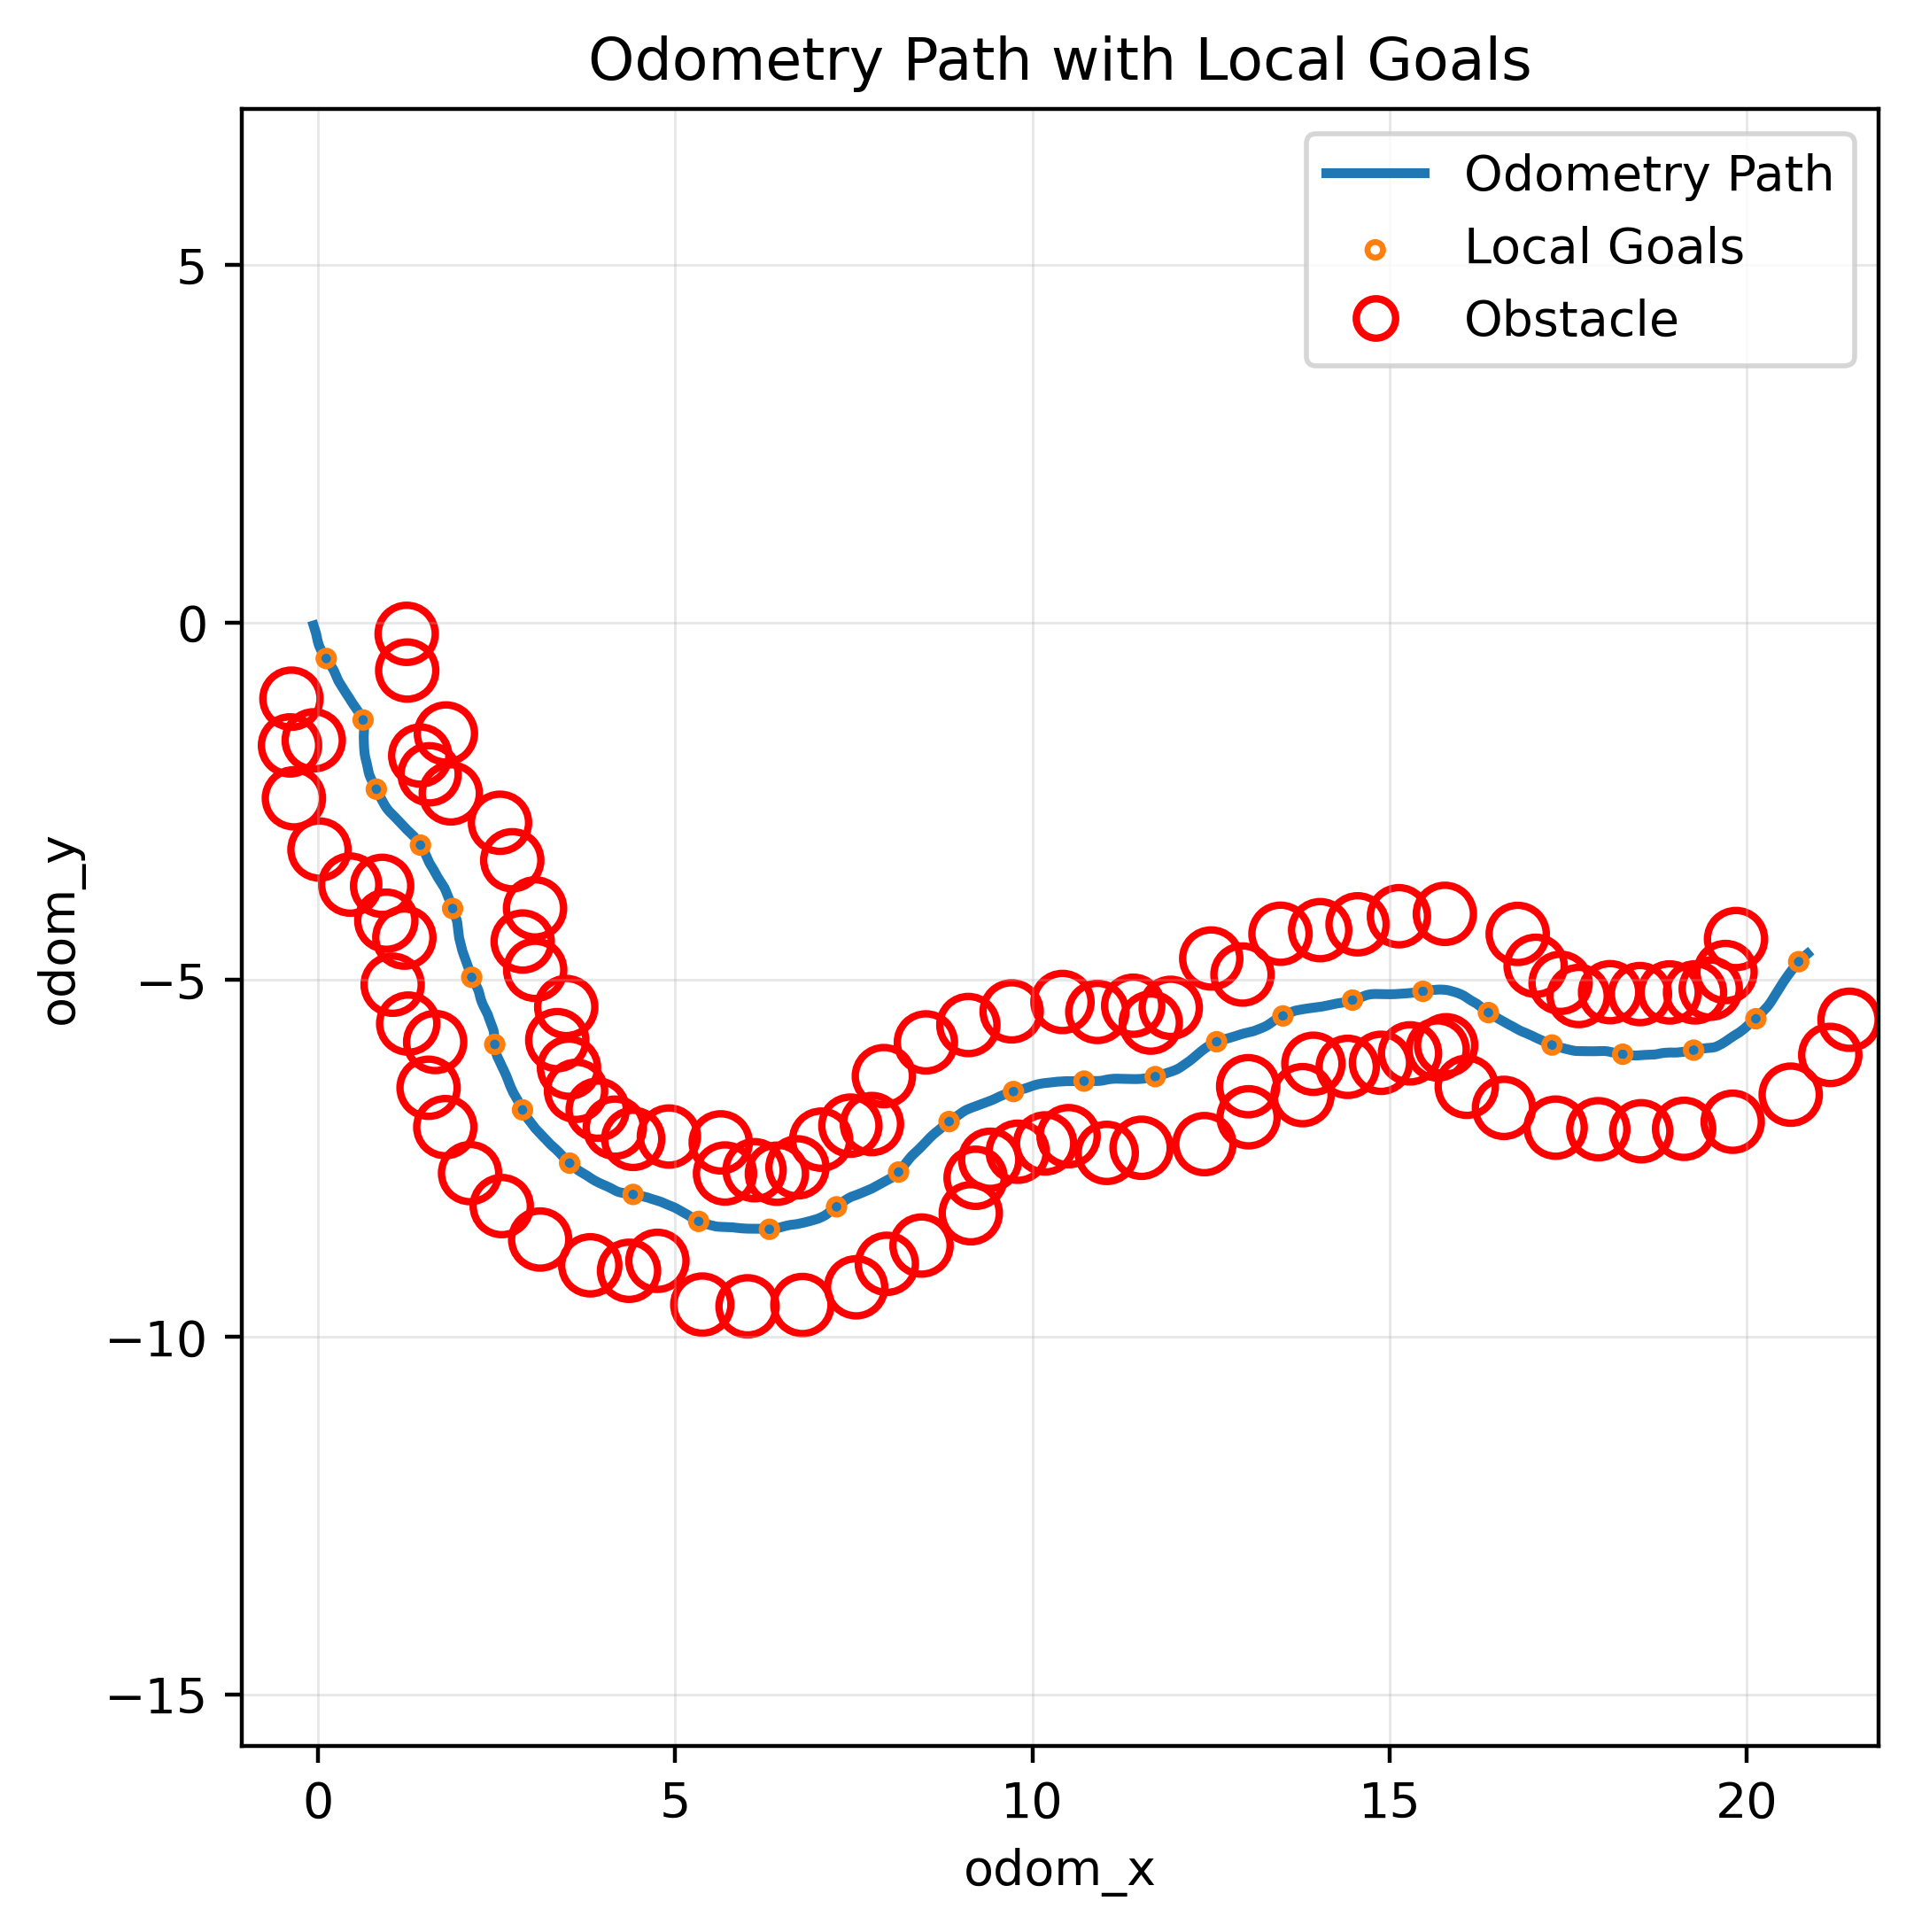 Odometry Path with Local Goals
Odometry Path
Local Goals
Obstacle
5
0
−5
−10
−15
odom_y
0
5
10
15
20
odom_x